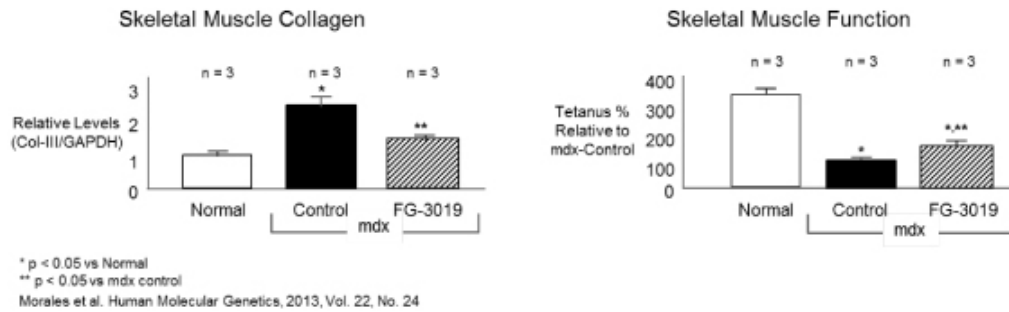 Skeletal Muscle Collagen
n = 3 n = 3 n = 3
3
2
1
0
Relative Levels
(Col-III/GAPDH)
*
**
Normal Control FG-3019
mdx
Skeletal Muscle Function
n = 3 n = 3 n = 3
400
300
200
100
0
Tetanus %
Relative to
mdx-Control
*
*,**
Normal Control FG-3019
mdx
* p < 0.05 vs Normal
** p < 0.05 vs mdx control
Morales et al. Human Molecular Genetics, 2013, Vol. 22, No. 24